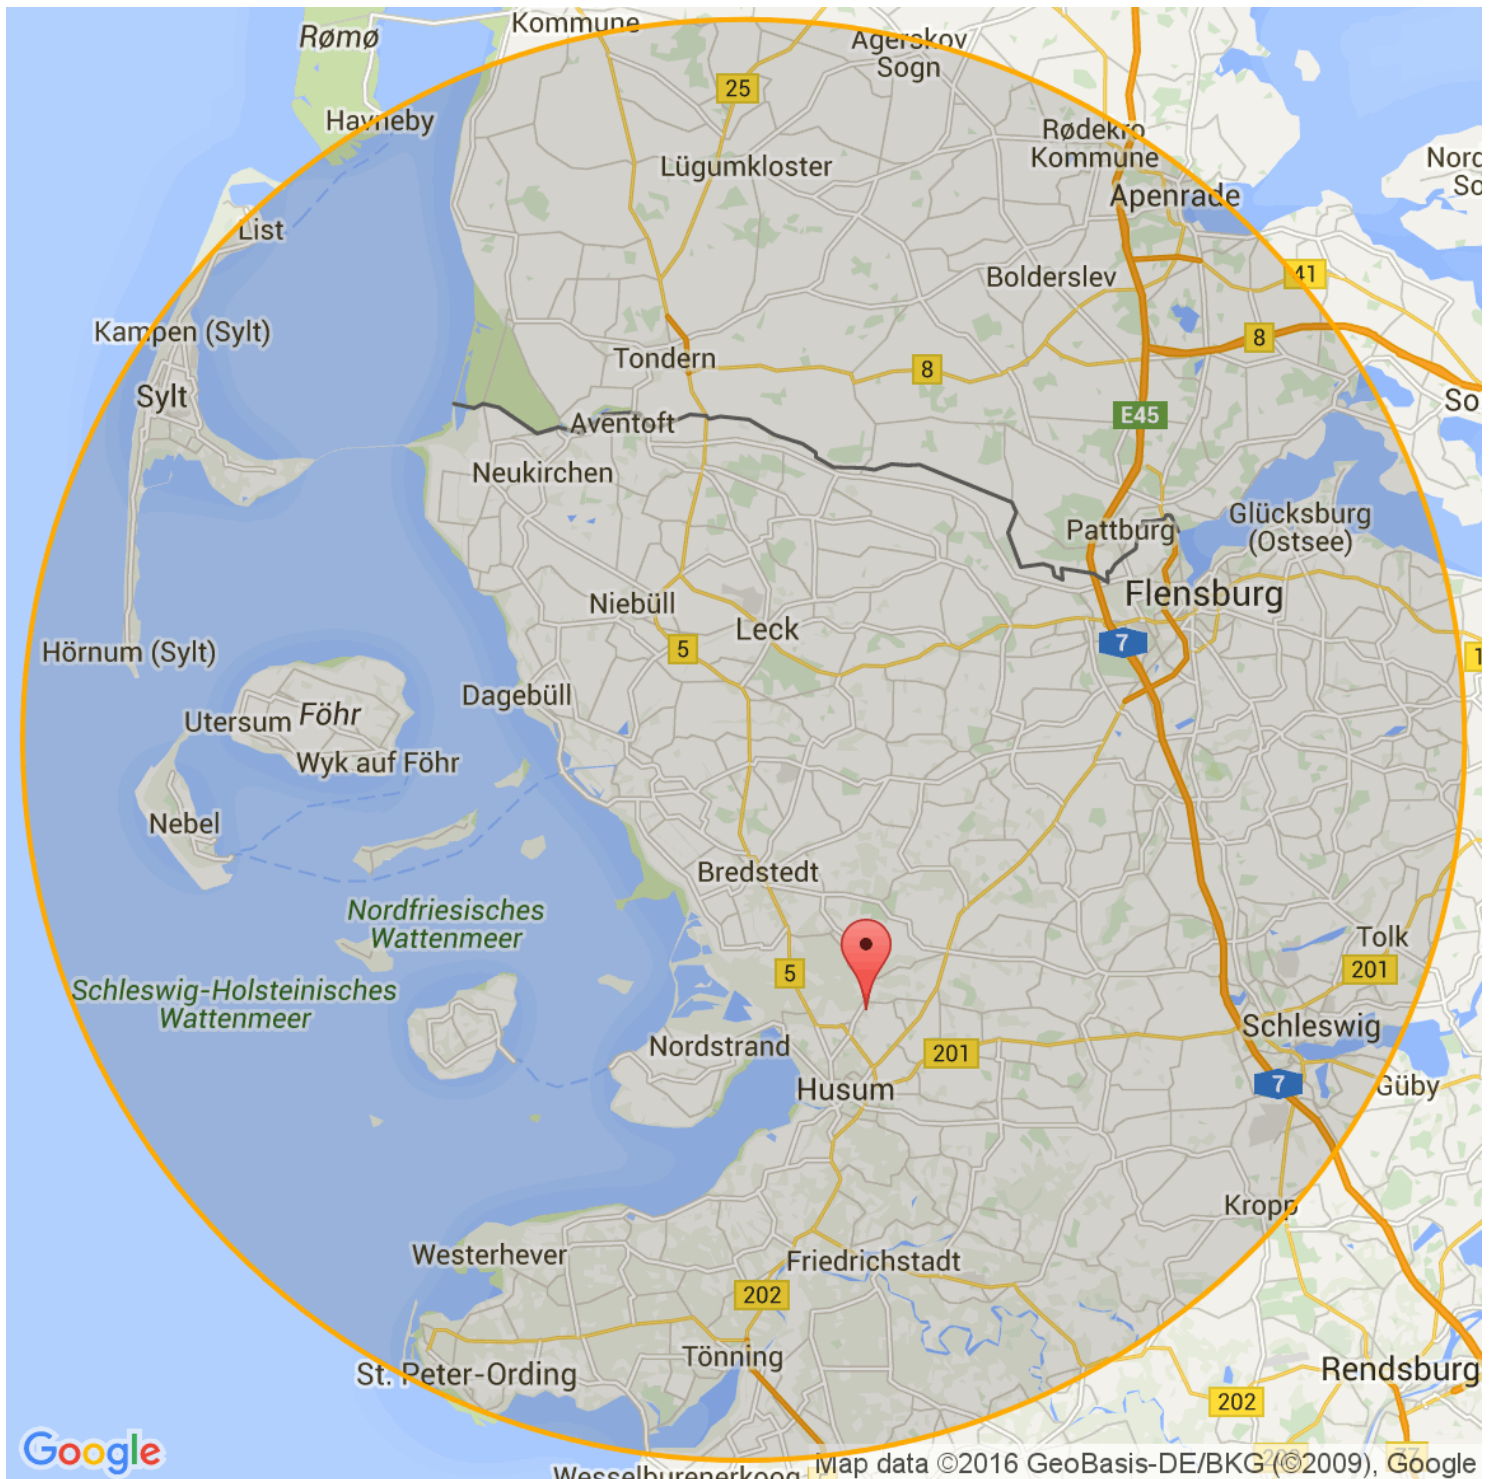 Rømø
Kommune
Agerskov
Sogn
25
Havneby
Rødekro
Kommune
Lügumkloster
Apenrade
List
Bolderslev
41
Kampen (Sylt)
8
Tondern
8
Sylt
E45
Aventoft
Neukirchen
Pattburg
Glücksburg
(Ostsee)
Flensburg
Niebüll
Leck
7
5
Hörnum (Sylt)
Dagebüll
Utersum
Föhr
Wyk auf Föhr
Nebel
Bredstedt
Nordfriesisches
Wattenmeer
Tolk
201
5
Schleswig-Holsteinisches
Wattenmeer
Schleswig
Nordstrand
201
Husum
7
Güby
Kropp
Westerhever
Friedrichstadt
202
Tönning
St. Peter-Ording
Rendsburg
202
Google
Map data ©2016 GeoBasis-DE/BKG (©2009), Google